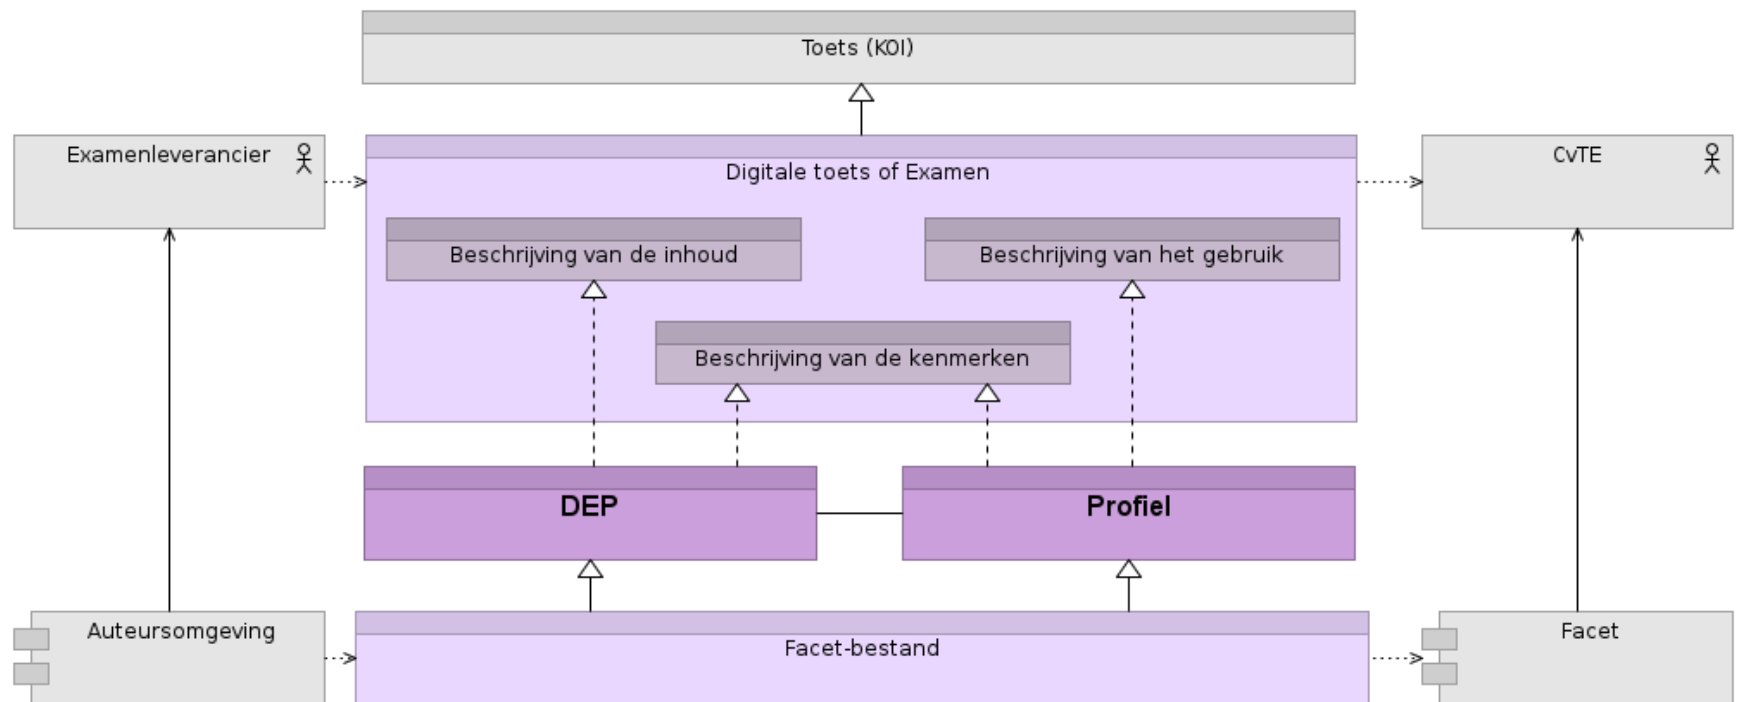 Toets (KOI)
Examenleverancier
Digitale toets of Examen
CvTE
Beschrijving van de inhoud
Beschrijving van het gebruik
Beschrijving van de kenmerken
DEP
Profiel
Auteursomgeving
Facet-bestand
Facet